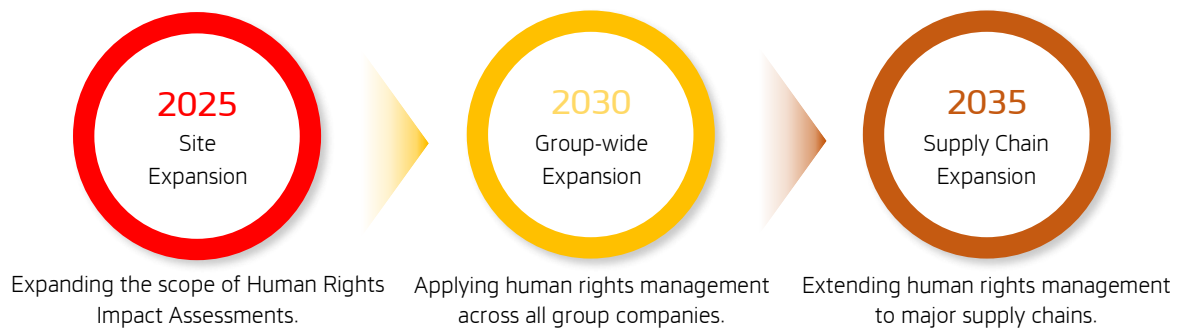 2025
Site
Expansion
Expanding the scope of Human Rights
Impact Assessments.
2030
Group-wide
Expansion
Applying human rights management
across all group companies.
2035
Supply Chain
Expansion
Extending human rights management
to major supply chains.